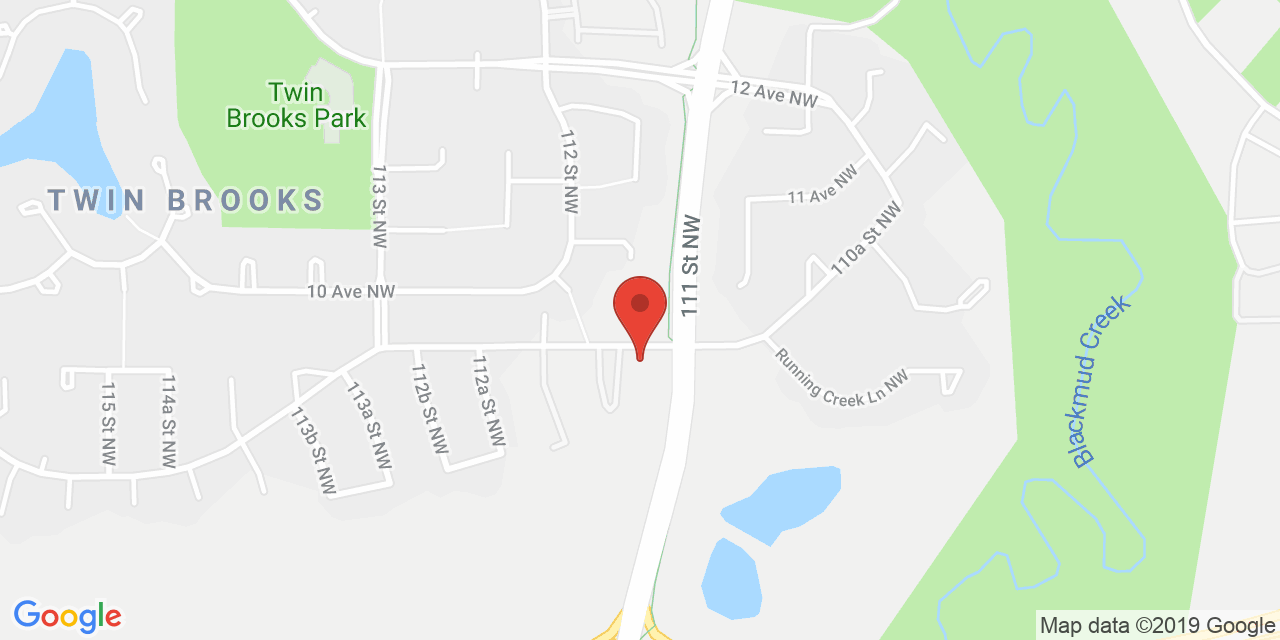 Twin
Brooks Park
12 Ave NW
112 St NW
113 St NW
TWIN BROOKS
11 Ave NW
110a St NW
111 St NW
10 Ave NW
Blackmud Creek
Running Creek Ln NW
115 St NW
114a St NW
113b St NW
113a St NW
112b St NW
112a St NW
Google
Map data ©2019 Google